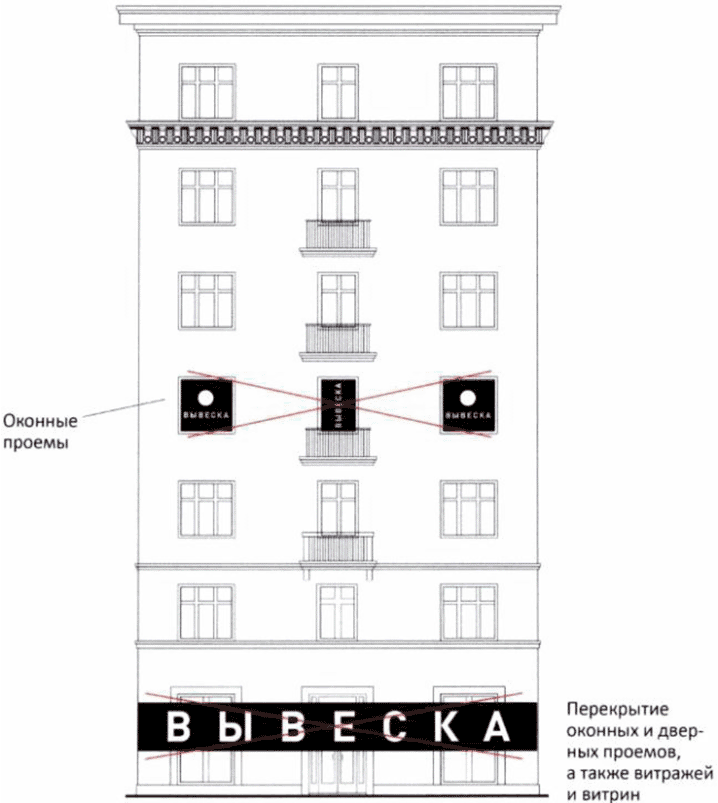 ВЫВЕСКА
ВЫВЕСКА
ВЫВЕСКА
Оконные
проемы
ВЫВЕСКА
Перекрытие
оконных и двер-
ных проемов,
а также витражей
и витрин